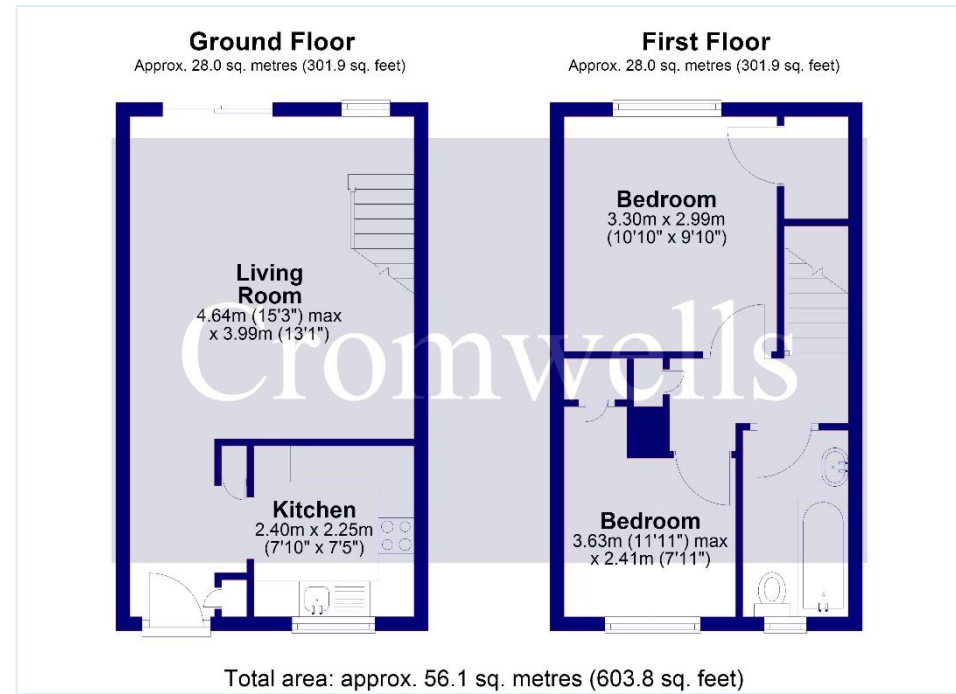 Ground Floor
Approx. 28.0 sq. metres (301.9 sq. feet)
Living
Room
4.64m (15'3") max
x 3.99m (13'1")
Kitchen
2.40m x 2.25m
(7'10" x 7'5")
First Floor
Approx. 28.0 sq. metres (301.9 sq. feet)
Bedroom
3.30m x 2.99m
(10'10" x 9'10")
Bedroom
3.63m (11'11") max
x 2.41m (7'11")
Cromwells
Total area: approx. 56.1 sq. metres (603.8 sq. feet)